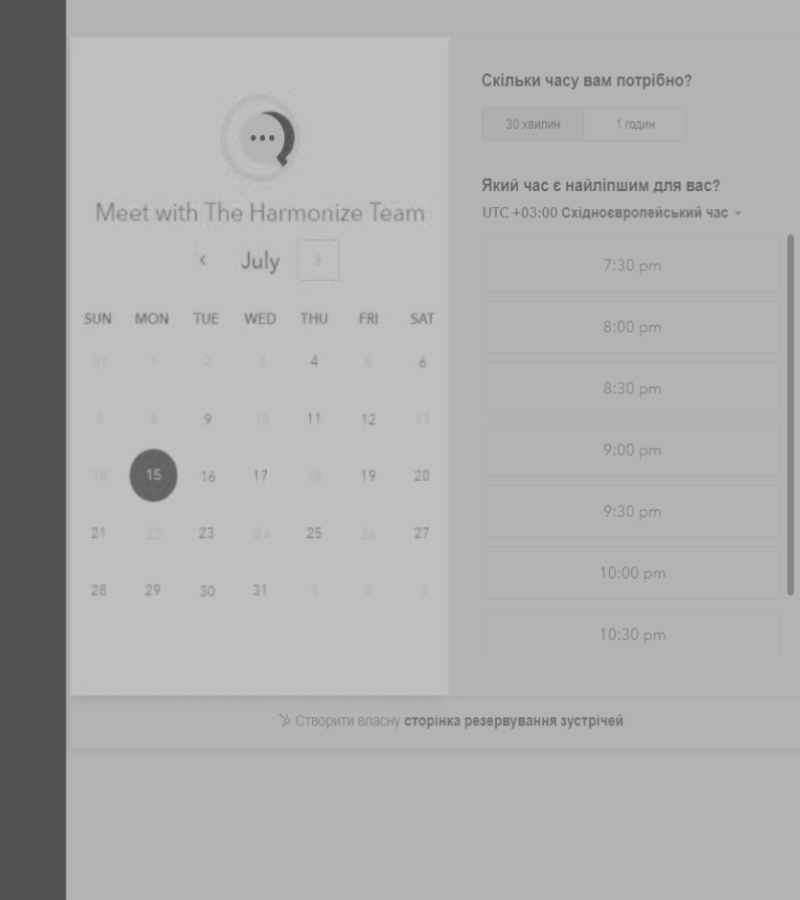 Meet with The Harmonize Team
‹ July ›
SUN MON TUE WED THU FRI SAT
31 1 2 3 4 5 6
7 8 9 10 11 12 13
14 15 16 17 18 19 20
21 22 23 24 25 26 27
28 29 30 31 1 2 3
Скільки часу вам потрібно?
30 хвилин 1 годин
Який час є найліпшим для вас?
UTC +03:00 Східноєвропейський час
7:30 pm
8:00 pm
8:30 pm
9:00 pm
9:30 pm
10:00 pm
10:30 pm
Створити власну сторінка резервування зустрічей